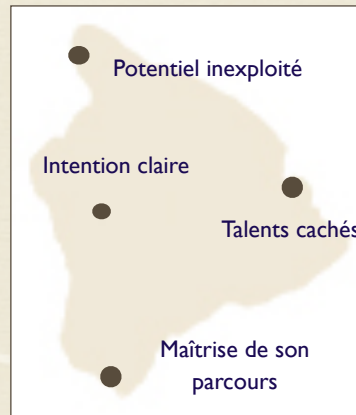 Potentiel inexploité
Intention claire
Talents cachés
Maîtrise de son
parcours